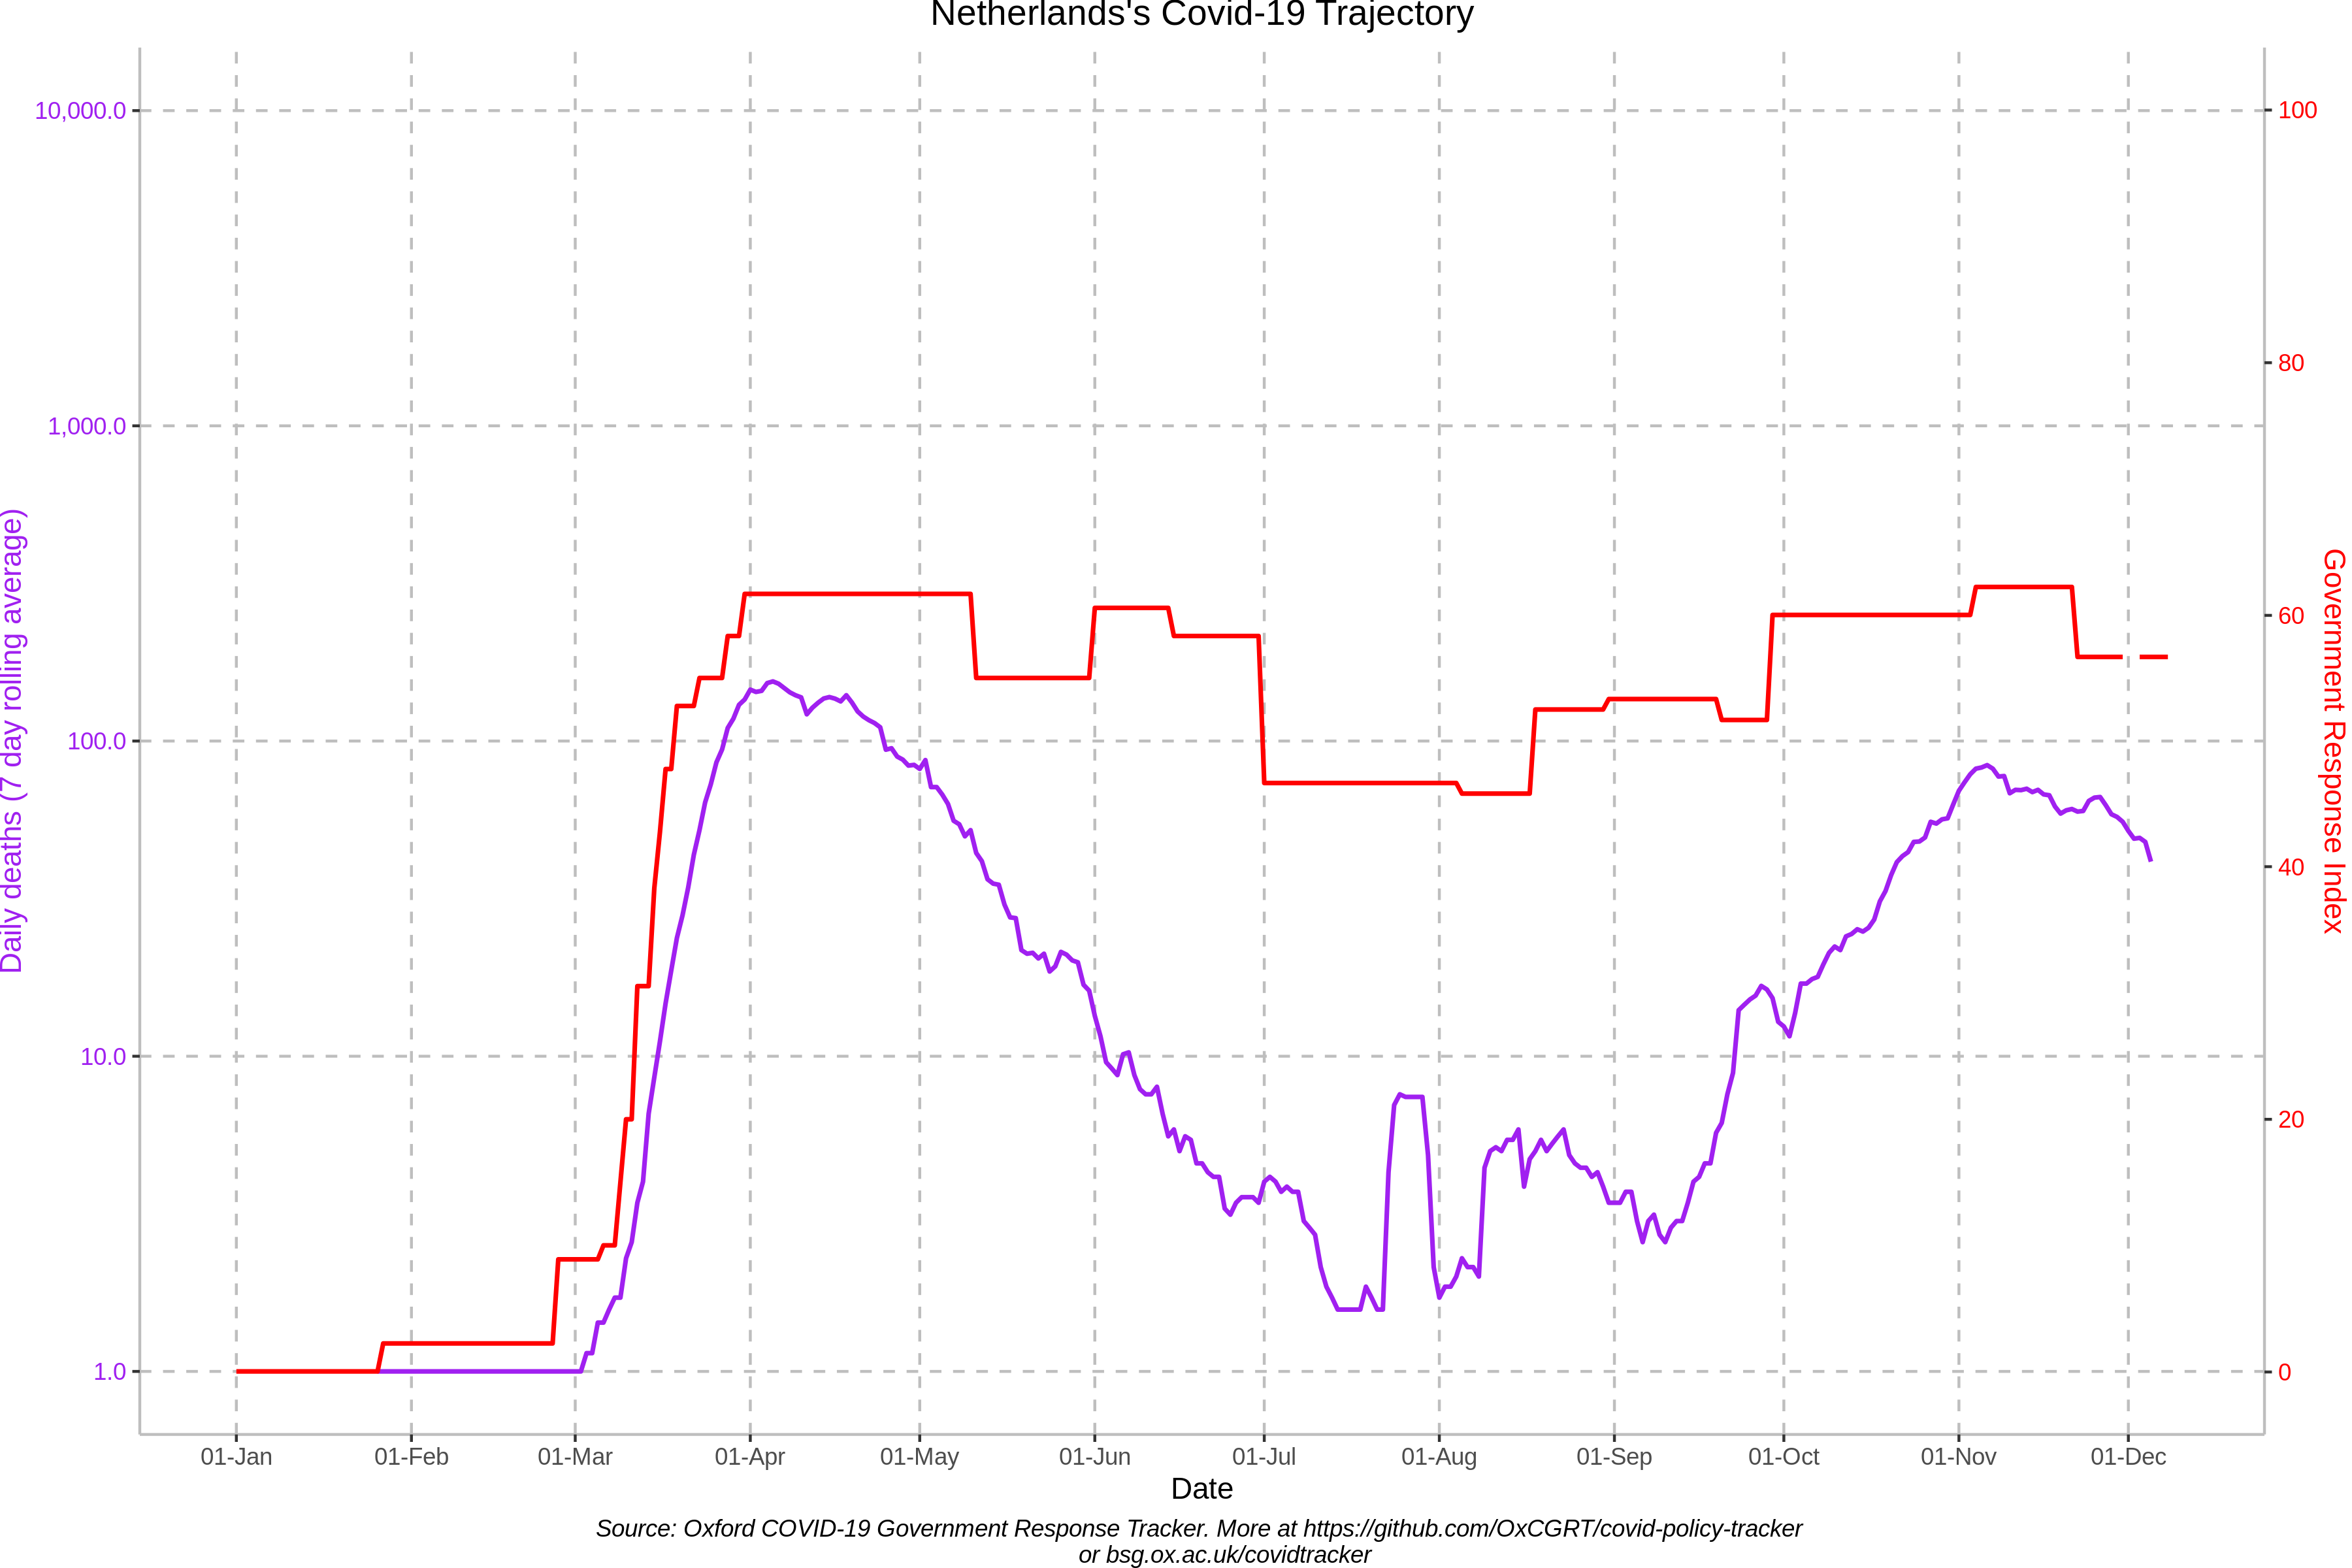 Netherlands's Covid-19 Trajectory
10,000.0
1,000.0
100.0
10.0
1.0
Daily deaths (7 day rolling average)
100
80
60
40
20
0
Government Response Index
01-Jan 01-Feb 01-Mar 01-Apr 01-May 01-Jun 01-Jul 01-Aug 01-Sep 01-Oct 01-Nov 01-Dec
Date
Source: Oxford COVID-19 Government Response Tracker. More at https://github.com/OxCGRT/covid-policy-tracker
or bsg.ox.ac.uk/covidtracker